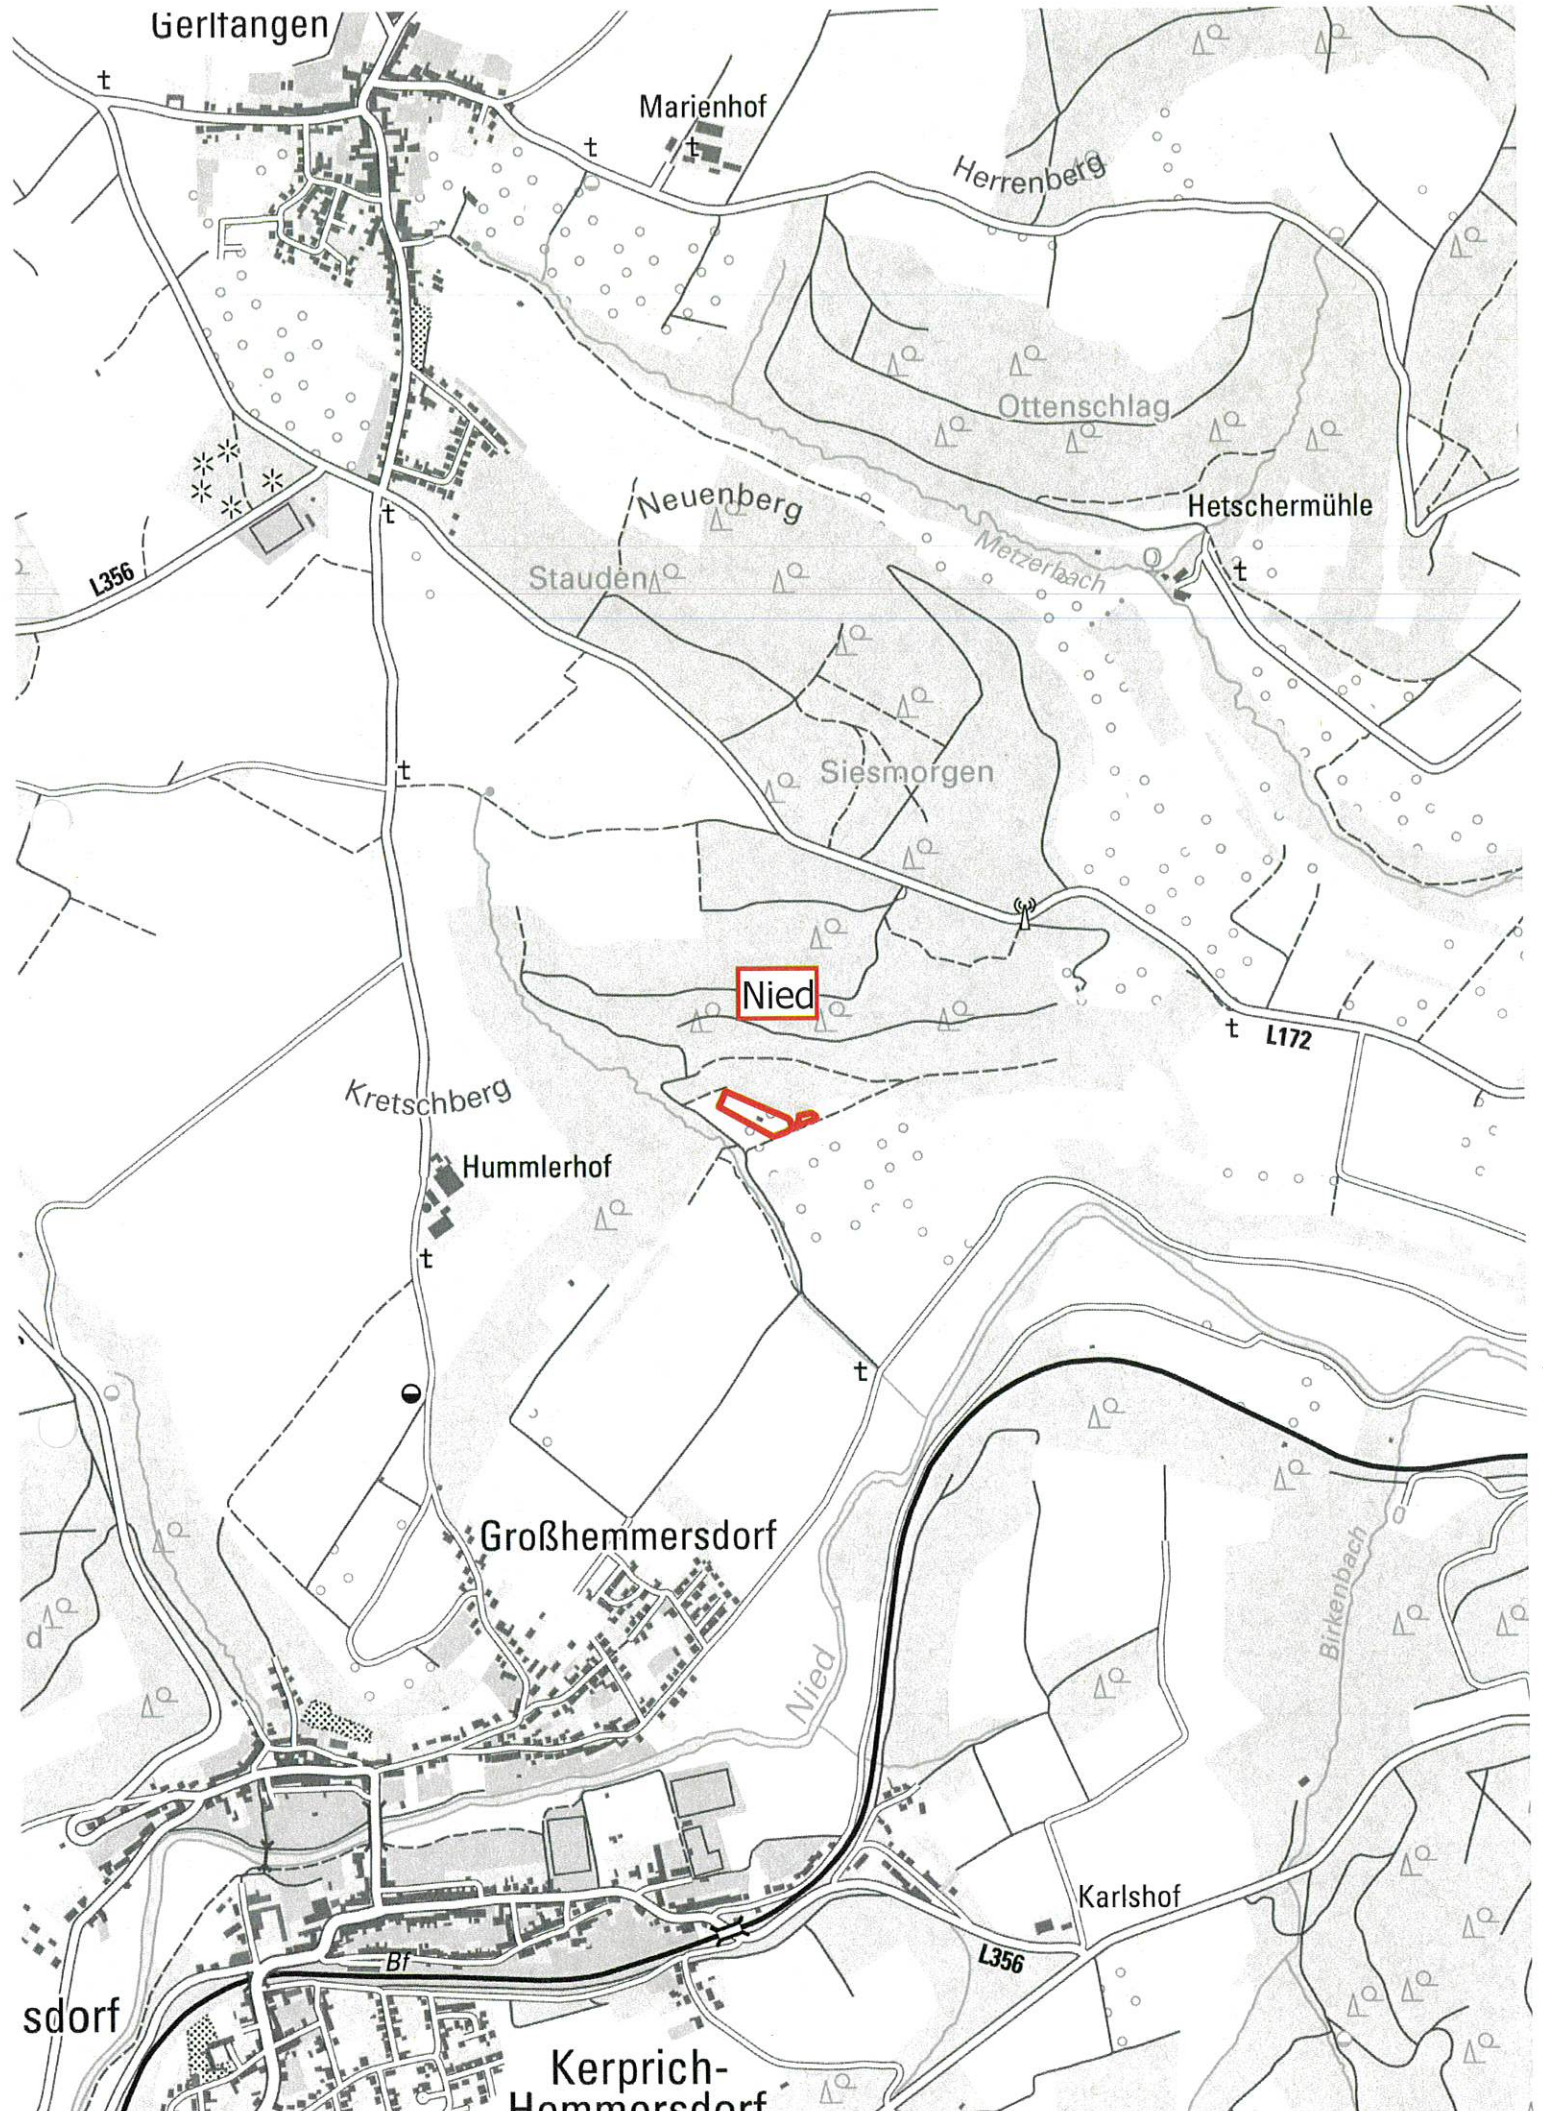 Gerlfangen
Marienhof
Herrenberg
Ottenschlag
Neuenberg
Hetschermühle
Metzerbach
Stauden
L356
Siesmorgen
Nied
L172
Kretschberg
Hummlerhof
Großhemmersdorf
Birkenbach
Nied
Karlshof
L356
Bf
sdorf
Kerprich-
Hemmersdorf